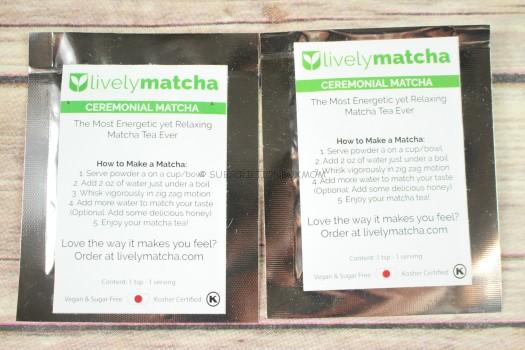 livelymatcha
CEREMONIAL MATCHA
The Most Energetic yet Relaxing
Matcha Tea Ever
How to Make a Matcha:
1. Serve powder a on a cup/bowl
2. Add 2 oz of water just under a boil
3. Whisk vigorously in zig zag motion
4. Add more water to match your taste
(Optional: Add some delicious honey)
5. Enjoy your matcha tea!
Love the way it makes you feel?
Order at livelymatcha.com
Content: 1 tsp - 1 serving
Vegan & Sugar Free
Kosher Certified
K
livelymatcha
CEREMONIAL MATCHA
The Most Energetic yet Relaxing
Matcha Tea Ever
How to Make a Matcha:
1. Serve powder a on a cup/bowl
2. Add 2 oz of water just under a boil
3. Whisk vigorously in zig zag motion
4. Add more water to match your taste
(Optional: Add some delicious honey)
5. Enjoy your matcha tea!
Love the way it makes you feel?
Order at livelymatcha.com
Content: 1 tsp - 1 serving
Vegan & Sugar Free
Kosher Certified
K